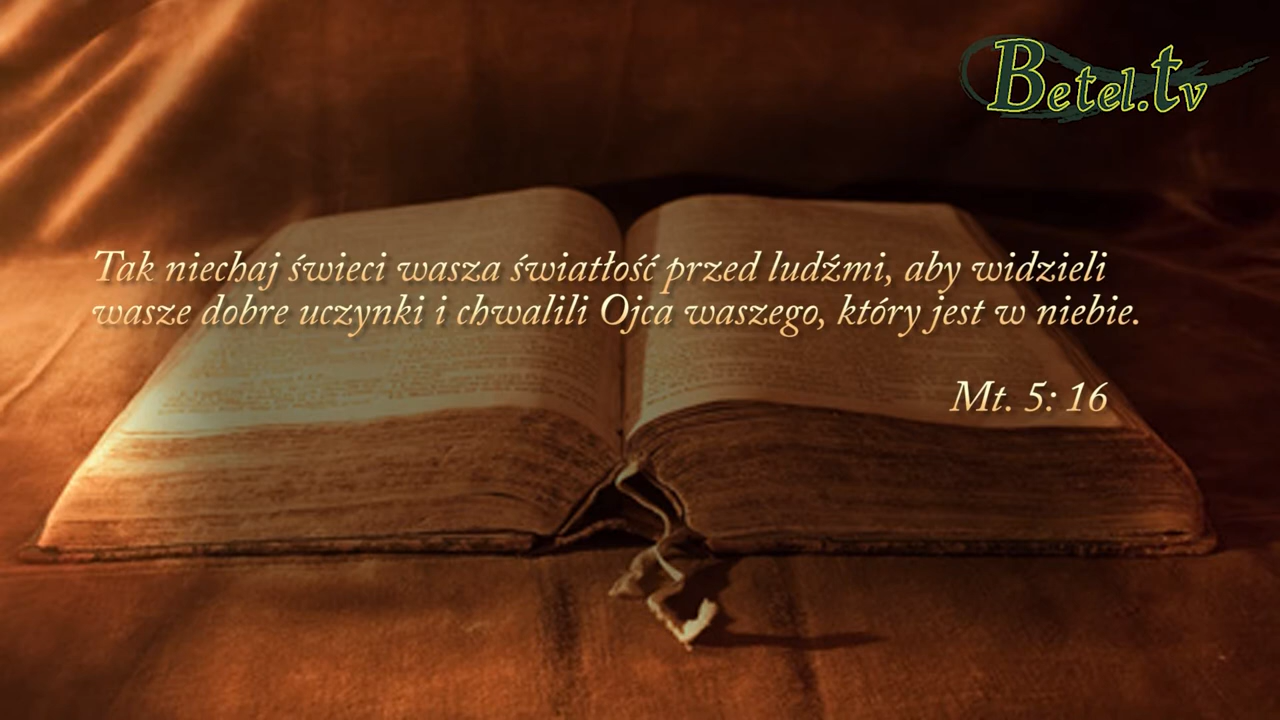 Betel.tv
Tak niechaj świeci wasza światłość przed ludźmi, aby widzieli
wasze dobre uczynki i chwalili Ojca waszego, który jest w niebie.
Mt. 5: 16